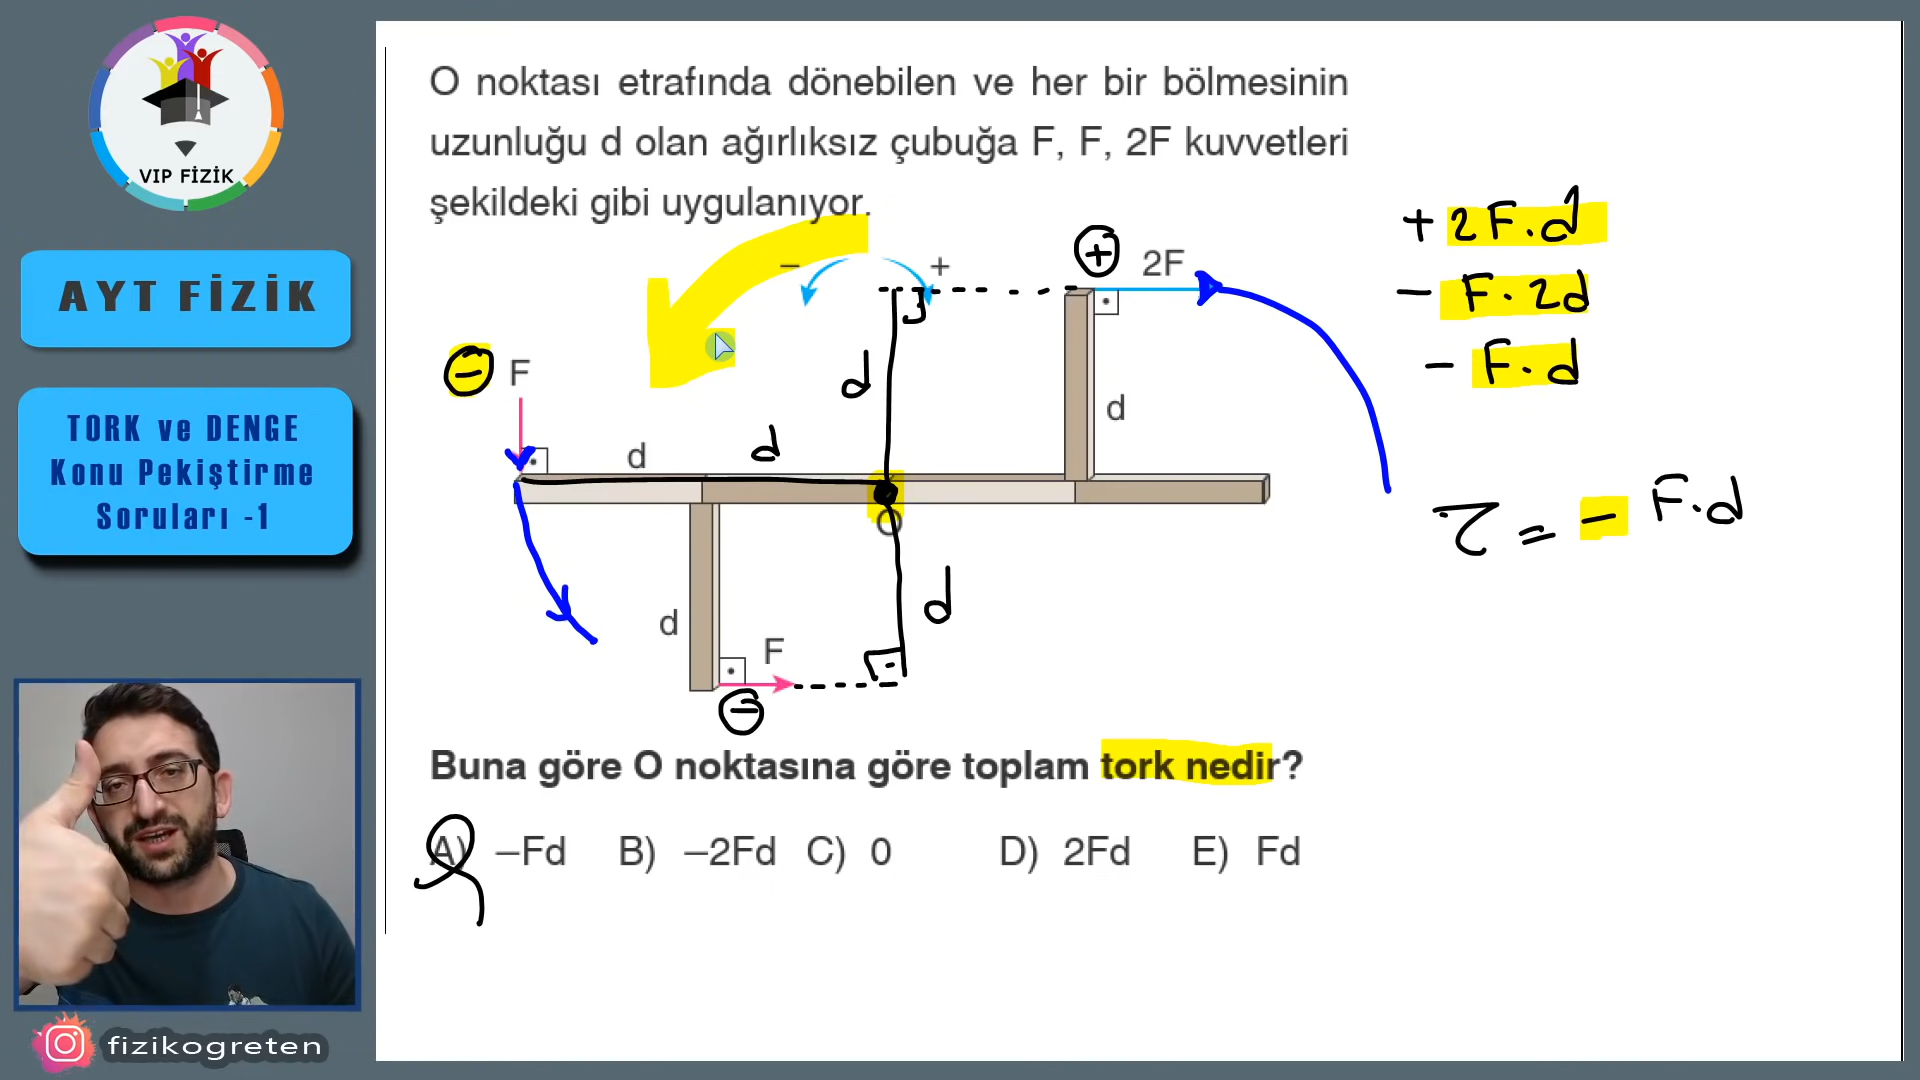 VIP FİZİK
AYT FİZİK
TORK ve DENGE
Konu Pekiştirme
Soruları -1
fizikogreten
O noktası etrafında dönebilen ve her bir bölmesinin
uzunluğu d olan ağırlıksız çubuğa F, F, 2F kuvvetleri
şekildeki gibi uygulanıyor.
– +
+ 2F
– F
d
d d
d
O
d
d F
–
+ 2F.d
– F.2d
– F.d
τ = – F.d
Buna göre O noktasına göre toplam tork nedir?
A) –Fd B) –2Fd C) 0 D) 2Fd E) Fd